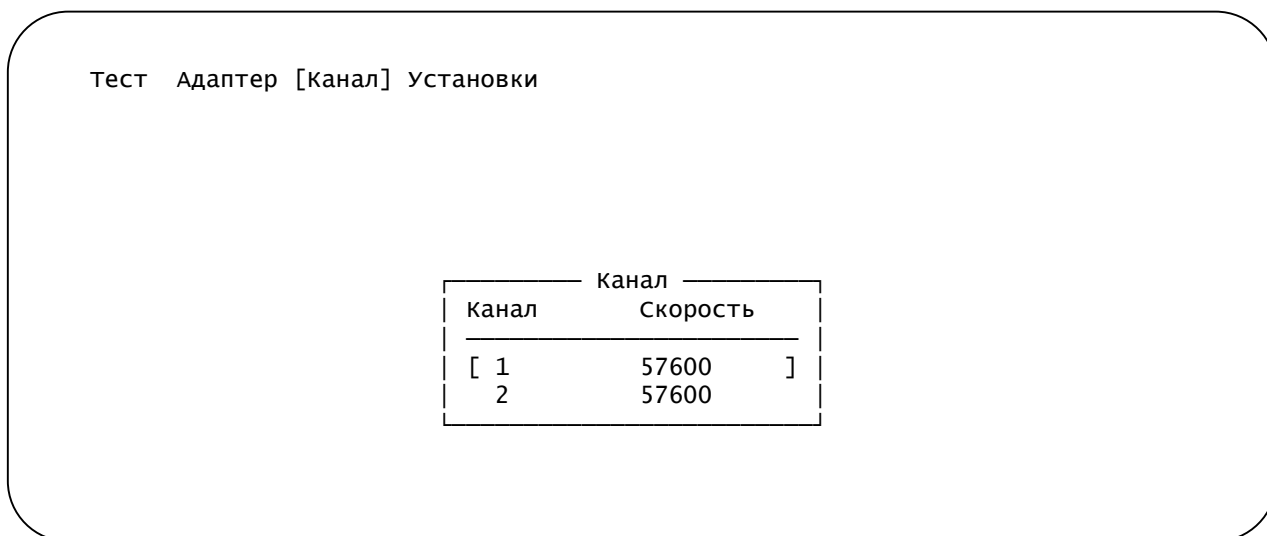 Тест Адаптер [Канал] Установки
Канал
Канал Скорость
[ 1 57600 ]
2 57600